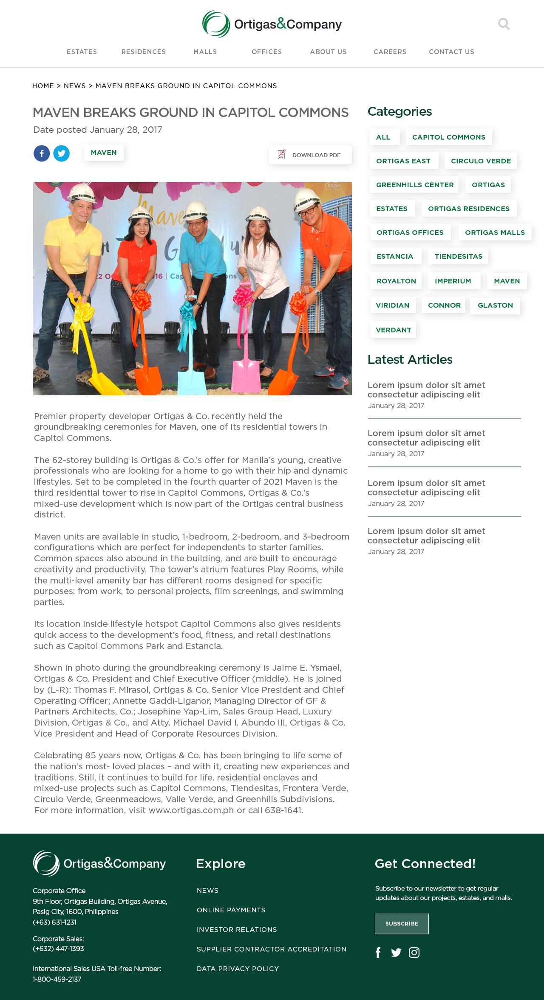 Ortigas&Company
ESTATES RESIDENCES MALLS OFFICES ABOUT US CAREERS CONTACT US
HOME > NEWS > MAVEN BREAKS GROUND IN CAPITOL COMMONS
MAVEN BREAKS GROUND IN CAPITOL COMMONS
Date posted January 28, 2017
MAVEN
DOWNLOAD PDF
Ortigas
Maven
22 O
16 | Cap
ons
Premier property developer Ortigas & Co. recently held the
groundbreaking ceremonies for Maven, one of its residential towers in
Capitol Commons.
The 62-storey building is Ortigas & Co.’s offer for Manila’s young, creative
professionals who are looking for a home to go with their hip and dynamic
lifestyles. Set to be completed in the fourth quarter of 2021 Maven is the
third residential tower to rise in Capitol Commons, Ortigas & Co.’s
mixed-use development which is now part of the Ortigas central business
district.
Maven units are available in studio, 1-bedroom, 2-bedroom, and 3-bedroom
configurations which are perfect for independents to starter families.
Common spaces also abound in the building, and are built to encourage
creativity and productivity. The tower’s atrium features Play Rooms, while
the multi-level amenity bar has different rooms designed for specific
purposes: from work, to personal projects, film screenings, and swimming
parties.
Its location inside lifestyle hotspot Capitol Commons also gives residents
quick access to the development’s food, fitness, and retail destinations
such as Capitol Commons Park and Estancia.
Shown in photo during the groundbreaking ceremony is Jaime E. Ysmael,
Ortigas & Co. President and Chief Executive Officer (middle). He is joined
by (L-R): Thomas F. Mirasol, Ortigas & Co. Senior Vice President and Chief
Operating Officer; Annette Gaddi-Liganor, Managing Director of GF &
Partners Architects, Co.; Josephine Yap-Lim, Sales Group Head, Luxury
Division, Ortigas & Co., and Atty. Michael David I. Abundo III, Ortigas & Co.
Vice President and Head of Corporate Resources Division.
Celebrating 85 years now, Ortigas & Co. has been bringing to life some of
the nation’s most- loved places – and with it, creating new experiences and
traditions. Still, it continues to build for life. residential enclaves and
mixed-use projects such as Capitol Commons, Tiendesitas, Frontera Verde,
Circulo Verde, Greenmeadows, Valle Verde, and Greenhills Subdivisions.
For more information, visit www.ortigas.com.ph or call 638-1641.
Categories
ALL CAPITOL COMMONS
ORTIGAS EAST CIRCULO VERDE
GREENHILLS CENTER ORTIGAS
ESTATES ORTIGAS RESIDENCES
ORTIGAS OFFICES ORTIGAS MALLS
ESTANCIA TIENDESITAS
ROYALTON IMPERIUM MAVEN
VIRIDIAN CONNOR GLASTON
VERDANT
Latest Articles
Lorem ipsum dolor sit amet
consectetur adipiscing elit
January 28, 2017
Lorem ipsum dolor sit amet
consectetur adipiscing elit
January 28, 2017
Lorem ipsum dolor sit amet
consectetur adipiscing elit
January 28, 2017
Lorem ipsum dolor sit amet
consectetur adipiscing elit
January 28, 2017
Ortigas&Company
Corporate Office
9th Floor, Ortigas Building, Ortigas Avenue,
Pasig City, 1600, Philippines
(+63) 631-1231
Corporate Sales:
(+632) 447-1393
International Sales USA Toll-free Number:
1-800-459-2137
Explore
NEWS
ONLINE PAYMENTS
INVESTOR RELATIONS
SUPPLIER CONTRACTOR ACCREDITATION
DATA PRIVACY POLICY
Get Connected!
Subscribe to our newsletter to get regular
updates about our projects, estates, and malls.
SUBSCRIBE